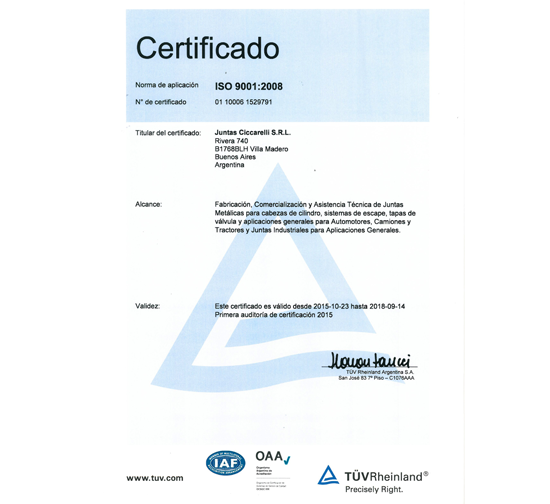 Certificado
Norma de aplicación ISO 9001:2008
N° de certificado 01 10006 1529791
Titular del certificado: Juntas Ciccarelli S.R.L.
Rivera 740
B1768BLH Villa Madero
Buenos Aires
Argentina
Alcance: Fabricación, Comercialización y Asistencia Técnica de Juntas
Metálicas para cabezas de cilindro, sistemas de escape, tapas de
válvula y aplicaciones generales para Automotores, Camiones y
Tractores y Juntas Industriales para Aplicaciones Generales.
Validez: Este certificado es válido desde 2015-10-23 hasta 2018-09-14
Primera auditoría de certificación 2015
TÜV Rheinland Argentina S.A.
San José 83 7º Piso – C1076AAA
www.tuv.com
IAF
OAA
Organismo
Argentino de
Acreditación
TÜVRheinland®
Precisely Right.